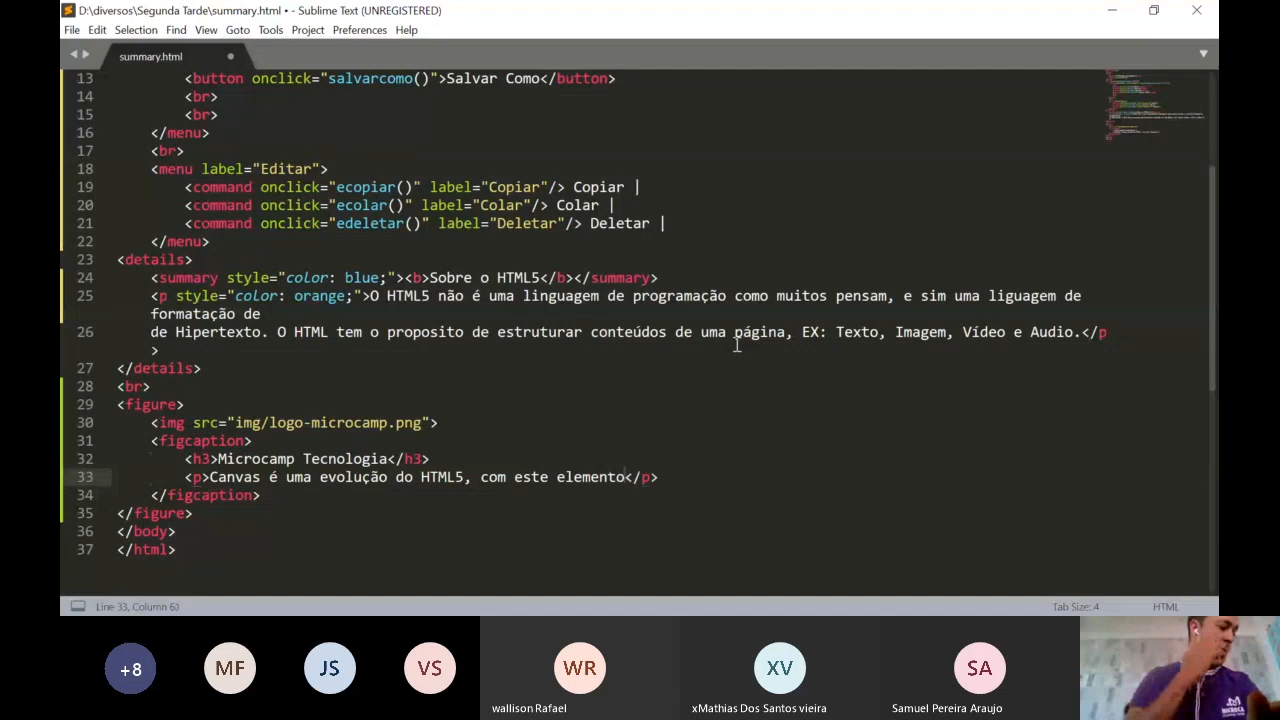 D:\diversos\Segunda Tarde\summary.html • - Sublime Text (UNREGISTERED)
File Edit Selection Find View Goto Tools Project Preferences Help
summary.html
13 <button onclick="salvarcomo()">Salvar Como</button>
14 <br>
15 <br>
16 </menu>
17 <br>
18 <menu label="Editar">
19 <command onclick="ecopiar()" label="Copiar"/> Copiar |
20 <command onclick="ecolar()" label="Colar"/> Colar |
21 <command onclick="edeletar()" label="Deletar"/> Deletar |
22 </menu>
23 <details>
24 <summary style="color: blue;"><b>Sobre o HTML5</b></summary>
25 <p style="color: orange;">O HTML5 não é uma linguagem de programação como muitos pensam, e sim uma liguagem de
formatação de
26 de Hipertexto. O HTML tem o proposito de estruturar conteúdos de uma página, EX: Texto, Imagem, Vídeo e Audio.</p
>
27 </details>
28 <br>
29 <figure>
30 <img src="img/logo-microcamp.png">
31 <figcaption>
32 <h3>Microcamp Tecnologia</h3>
33 <p>Canvas é uma evolução do HTML5, com este elemento</p>
34 </figcaption>
35 </figure>
36 </body>
37 </html>
Line 33, Column 63
Tab Size: 4
HTML
+8
MF
JS
VS
WR
XV
SA
wallison Rafael
xMathias Dos Santos vieira
Samuel Pereira Araujo